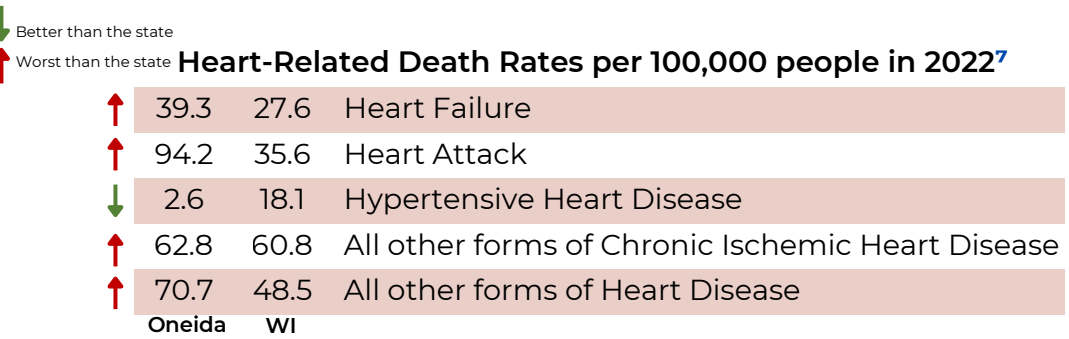 Better than the state
Worst than the state
Heart-Related Death Rates per 100,000 people in 2022⁷
39.3 27.6 Heart Failure
94.2 35.6 Heart Attack
2.6 18.1 Hypertensive Heart Disease
62.8 60.8 All other forms of Chronic Ischemic Heart Disease
70.7 48.5 All other forms of Heart Disease
Oneida WI